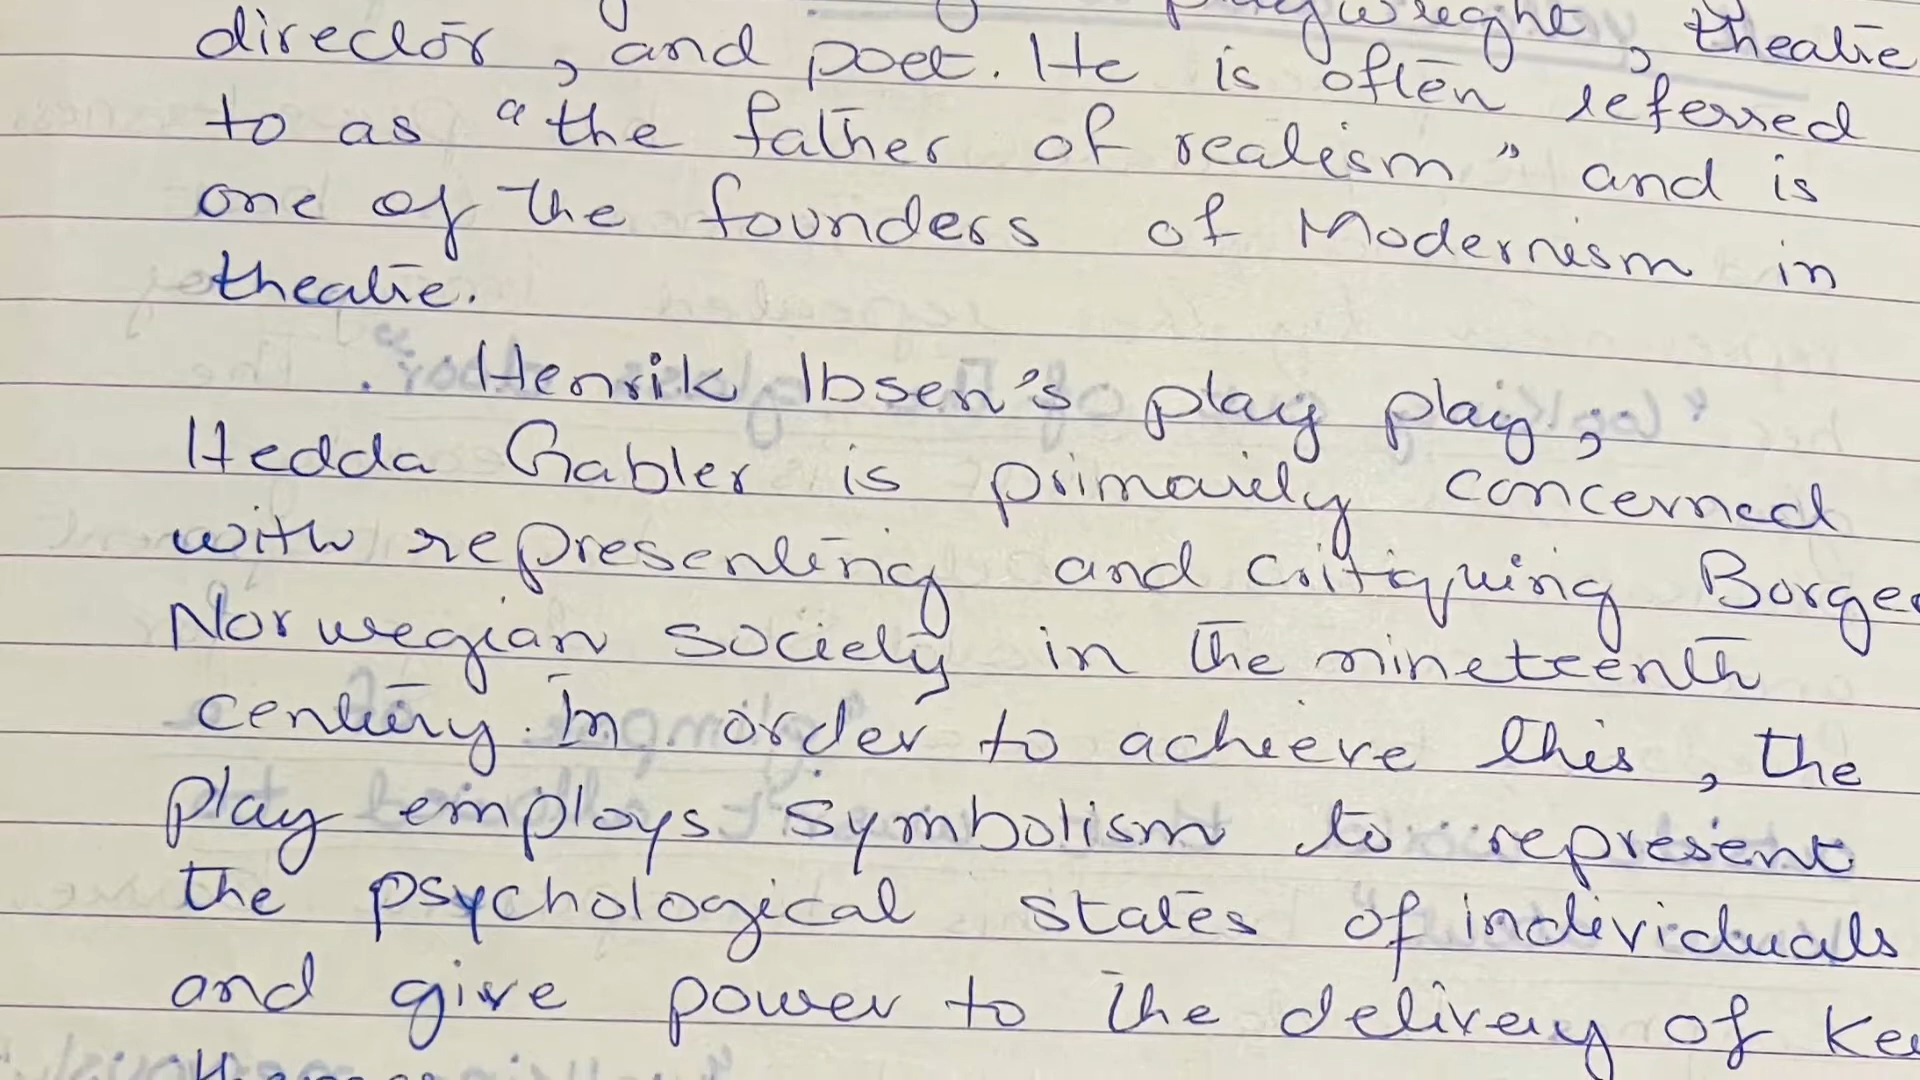 playwright, theatre
director, and poet. He is often referred
to as "the father of realism" and is
one of the founders of Modernism in
theatre.
Henrik Ibsen's play play,
Hedda Gabler is primarily concerned
with representing and critiquing
Norwegian society in the nineteenth
century. In order to achieve this, the
play employs symbolism to represent
the psychological states of individuals
and give power to the delivery of